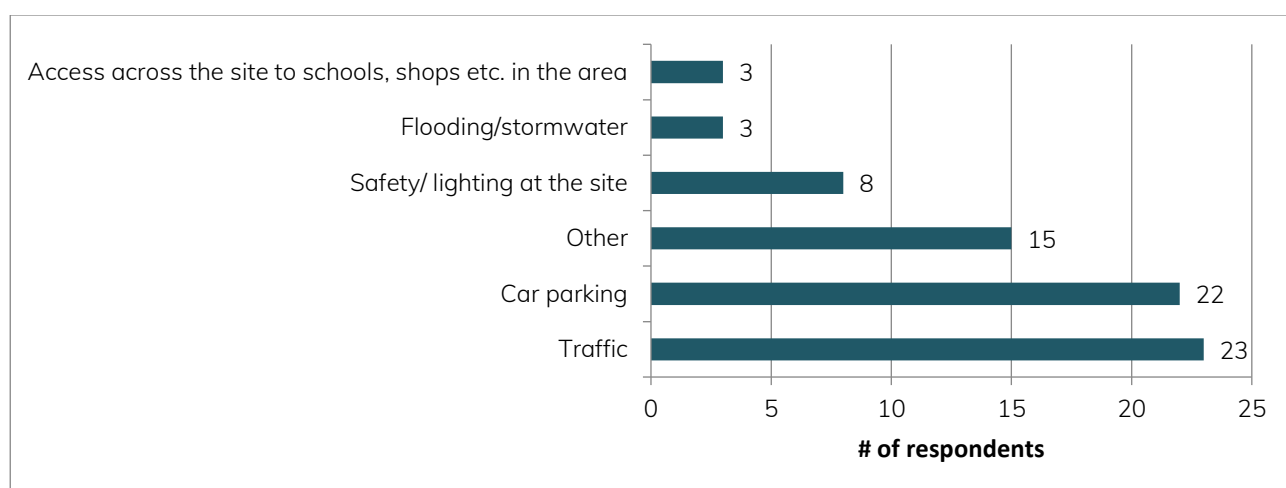 Access across the site to schools, shops etc. in the area 3
Flooding/stormwater 3
Safety/ lighting at the site 8
Other 15
Car parking 22
Traffic 23
0 5 10 15 20 25
# of respondents